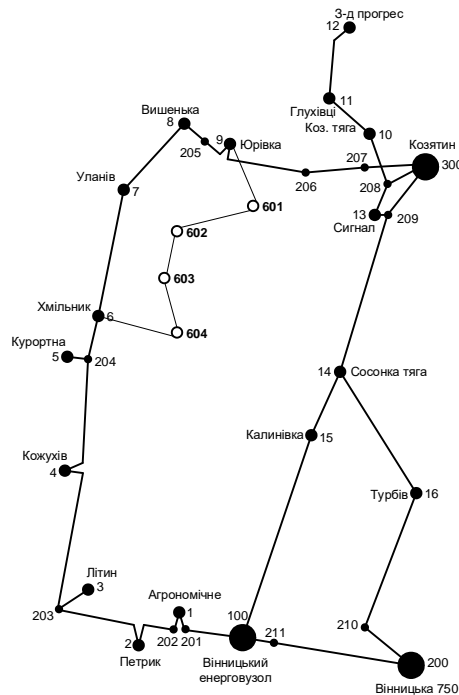 З-д прогрес
12
11
Глухівці
Коз. тяга
10
Вишенька
8
205
9
Юрівка
Козятин
207
300
206
208
Уланів
7
601
13
209
Сигнал
602
603
Хмільник
6
604
Курортна
5
204
14
Сосонка тяга
Калинівка
15
Кожухів
4
Турбів
16
Літин
3
203
Агрономічне
1
100
210
2
202
201
211
Петрик
Вінницький
енерговузол
200
Вінницька 750